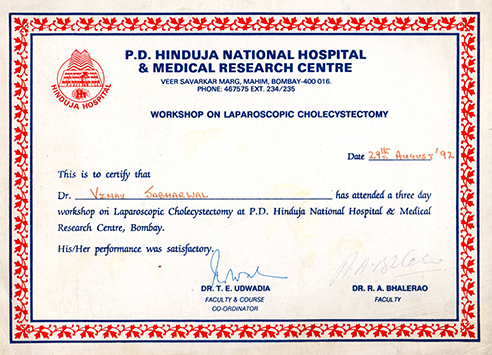 P.D. HINDUJA NATIONAL HOSPITAL
& MEDICAL RESEARCH CENTRE
VEER SAVARKAR MARG, MAHIM, BOMBAY-400 016.
PHONE: 467575 EXT. 234/235
HINDUJA HOSPITAL
WORKSHOP ON LAPAROSCOPIC CHOLECYSTECTOMY
Date 29th AUGUST '92
This is to certify that
Dr. VINAY SABHARWAL has attended a three day
workshop on Laparoscopic Cholecystectomy at P.D. Hinduja National Hospital & Medical
Research Centre, Bombay.
His/Her performance was satisfactory.
DR. T. E. UDWADIA
FACULTY & COURSE
CO-ORDINATOR
DR. R. A. BHALERAO
FACULTY